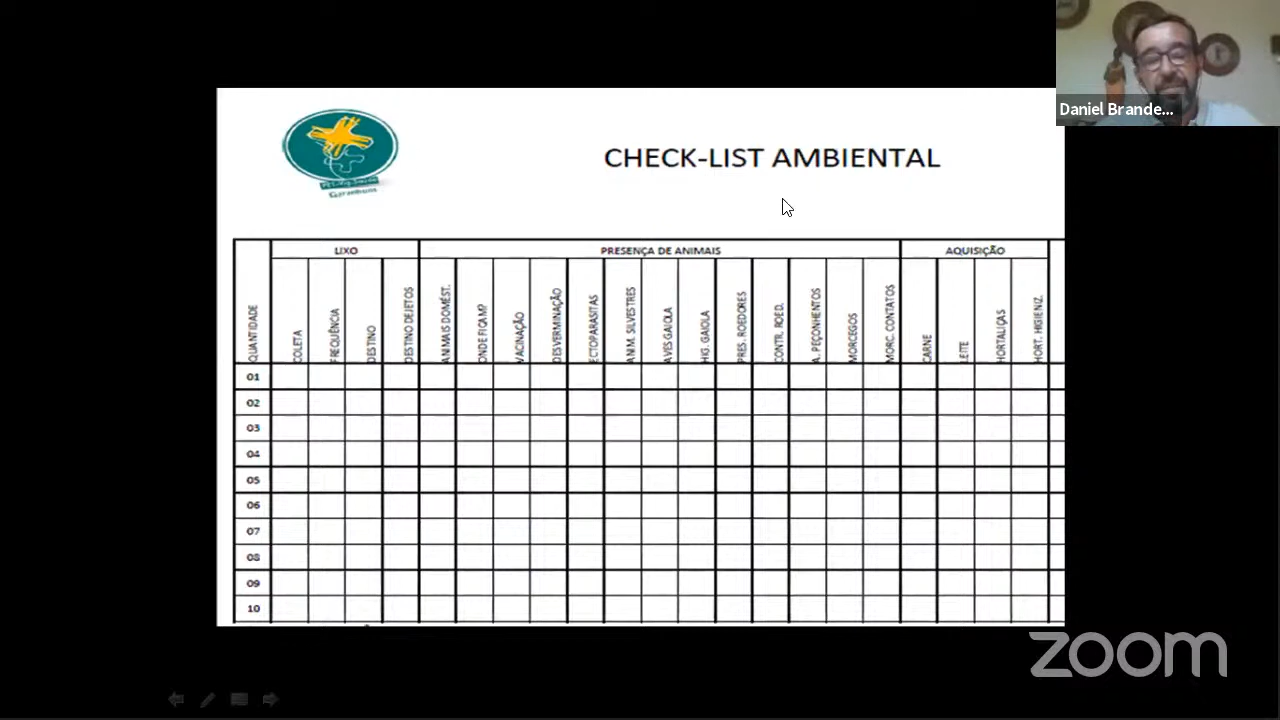 Daniel Brande...
CHECK-LIST AMBIENTAL
LIXO
PRESENÇA DE ANIMAIS
AQUISIÇÃO
QUANTIDADE
COLETA
FREQUÊNCIA
DESTINO
DESTINO DEJETOS
ANIMAIS DOMÉST.
ONDE FICAM?
VACINAÇÃO
DESVERMINAÇÃO
ECTOPARASITAS
ANIM. SILVESTRES
AVES GAIOLA
HIG. GAIOLA
PRES. ROEDORES
CONTR. ROED.
A. PEÇONHENTOS
MORCEGOS
MORC. CONTATOS
CARNE
LEITE
HORTALIÇAS
HORT. HIGIENIZ.
01
02
03
04
05
06
07
08
09
10
zoom